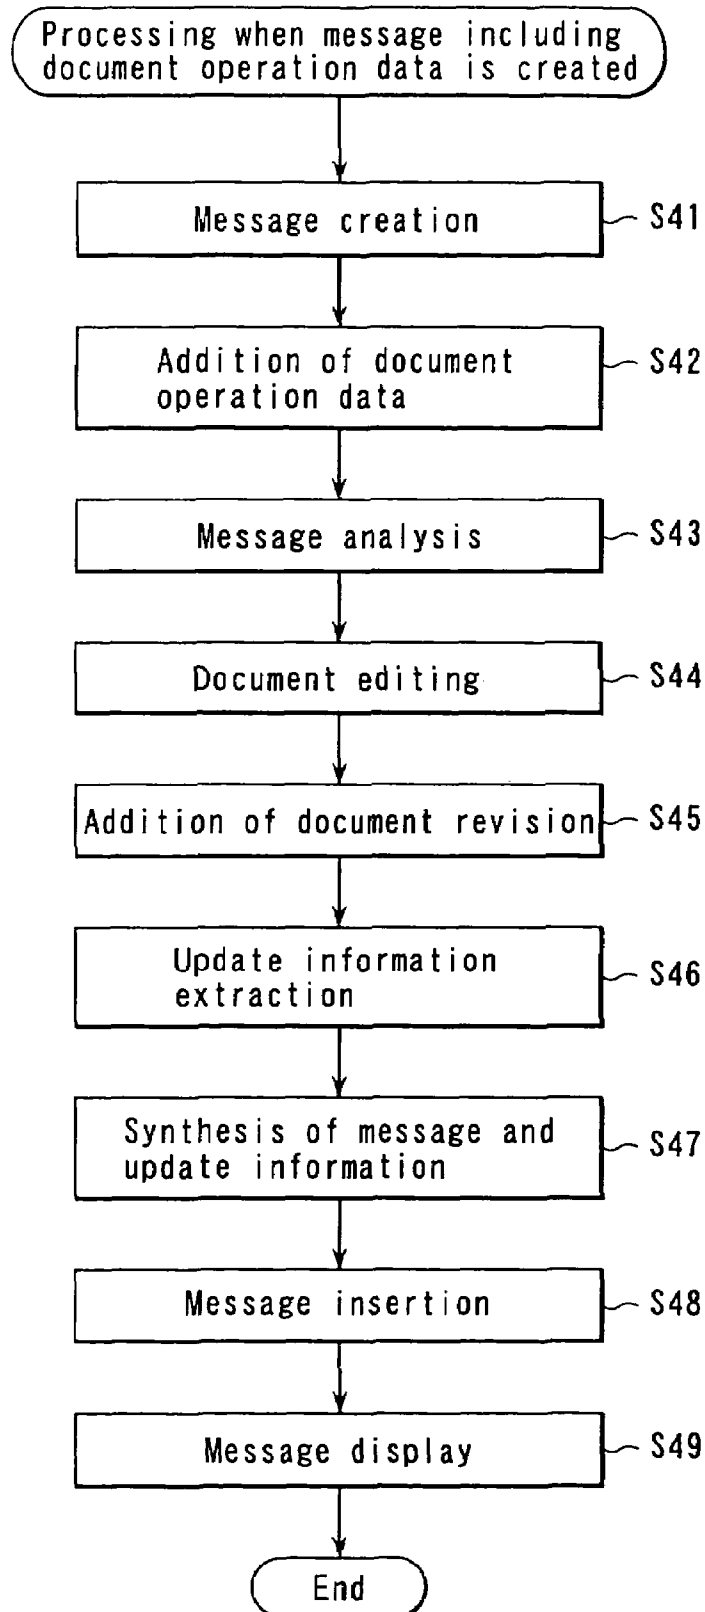 Processing when message including
document operation data is created
Message creation
S41
Addition of document
operation data
S42
Message analysis
S43
Document editing
S44
Addition of document revision
S45
Update information
extraction
S46
Synthesis of message and
update information
S47
Message insertion
S48
Message display
S49
End